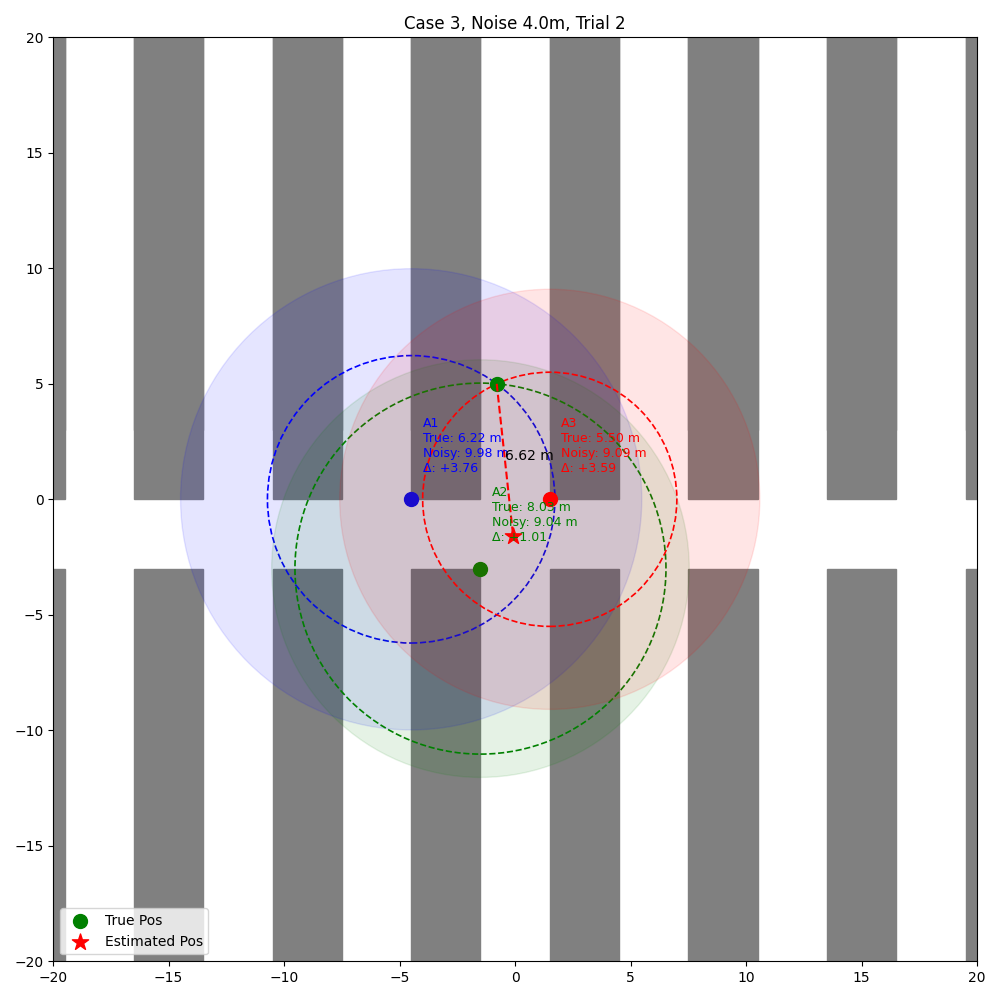 Case 3, Noise 4.0m, Trial 2
20
15
10
5
0
−5
−10
−15
−20
A1
True: 6.22 m
Noisy: 9.98 m
Δ: +3.76
A3
True: 5.50 m
Noisy: 9.09 m
Δ: +3.59
6.62 m
A2
True: 8.03 m
Noisy: 9.04 m
Δ: +1.01
True Pos
Estimated Pos
−20
−15
−10
−5
0
5
10
15
20